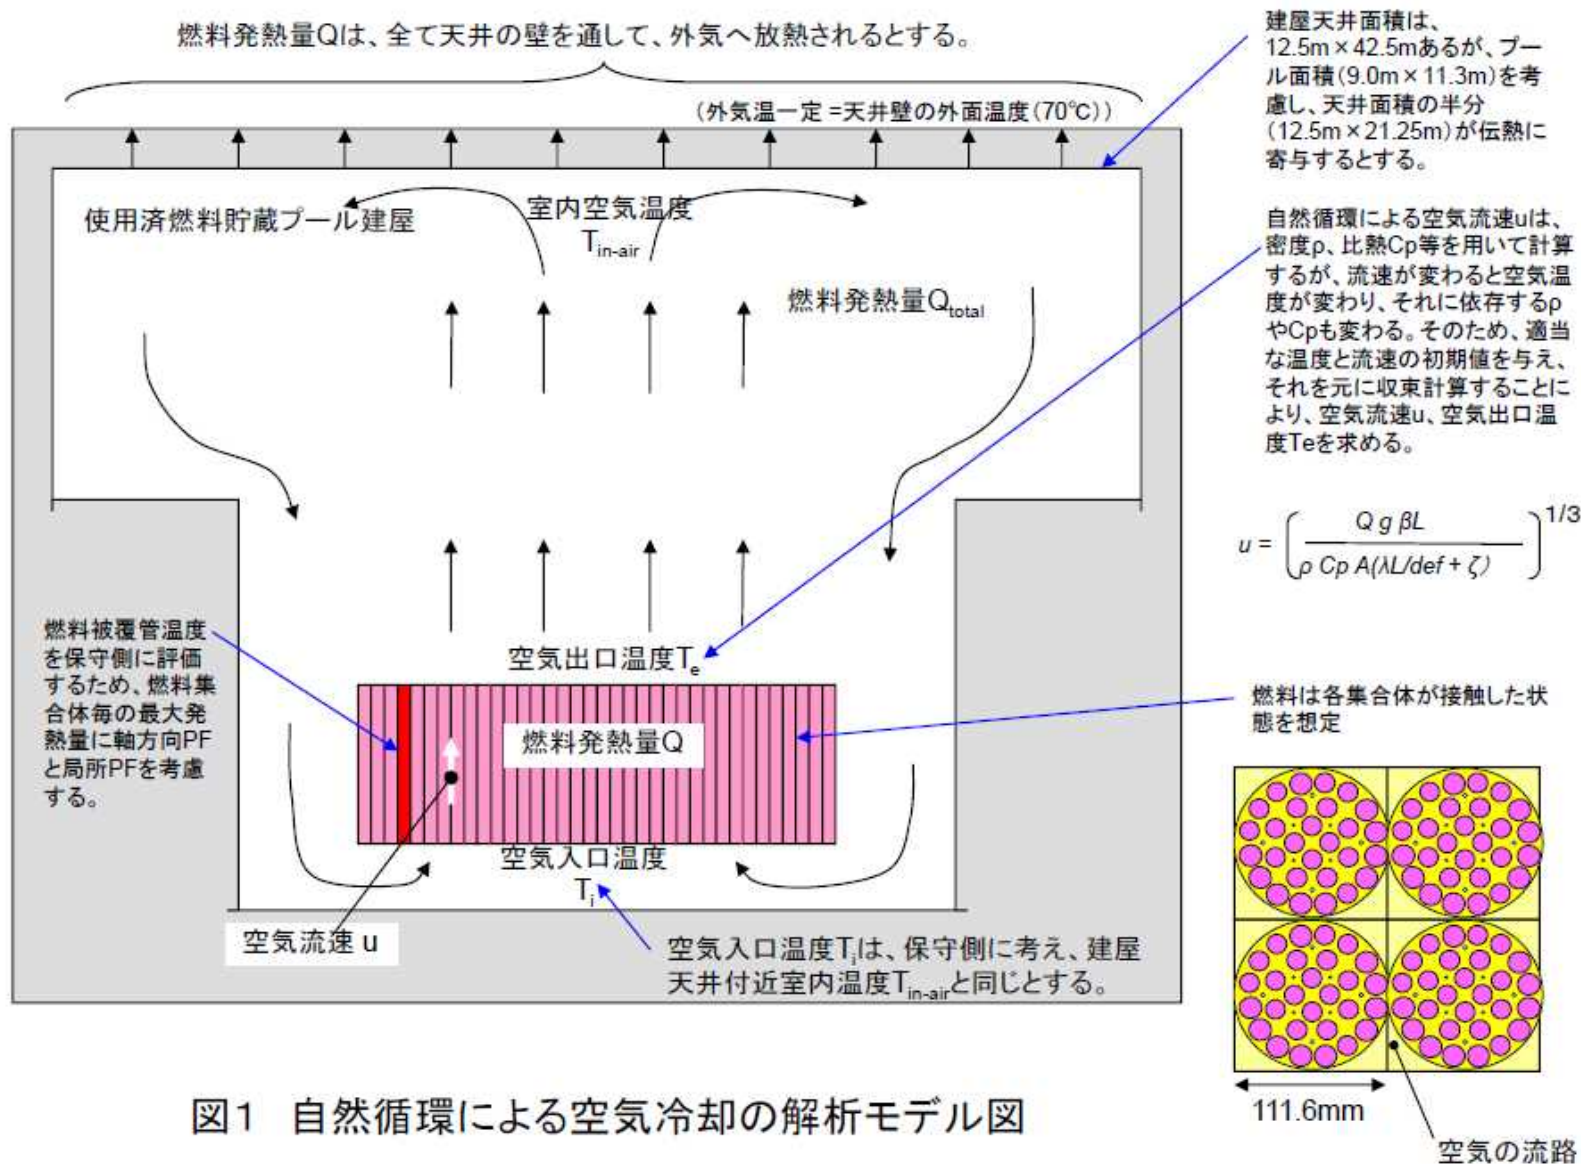 燃料発熱量Qは、全て天井の壁を通して、外気へ放熱されるとする。
(外気温一定 =天井壁の外面温度(70℃))
使用済燃料貯蔵プール建屋
室内空気温度
Tin-air
燃料発熱量Qtotal
燃料被覆管温度
を保守側に評価
するため、燃料集
合体毎の最大発
熱量に軸方向PF
と局所PFを考慮
する。
空気出口温度Te
燃料発熱量Q
空気入口温度
Ti
空気流速 u
空気入口温度Tiは、保守側に考え、建屋
天井付近室内温度Tin-airと同じとする。
建屋天井面積は、
12.5m×42.5mあるが、プー
ル面積(9.0m×11.3m)を考
慮し、天井面積の半分
(12.5m×21.25m)が伝熱に
寄与するとする。
自然循環による空気流速uは、
密度ρ、比熱Cp等を用いて計算
するが、流速が変わると空気温
度が変わり、それに依存するρ
やCpも変わる。そのため、適当
な温度と流速の初期値を与え、
それを元に収束計算することに
より、空気流速u、空気出口温
度Teを求める。
u = ( Q g βL / ρ Cp A(λL/def + ζ) ) 1/3
燃料は各集合体が接触した状
態を想定
111.6mm
空気の流路
図1 自然循環による空気冷却の解析モデル図